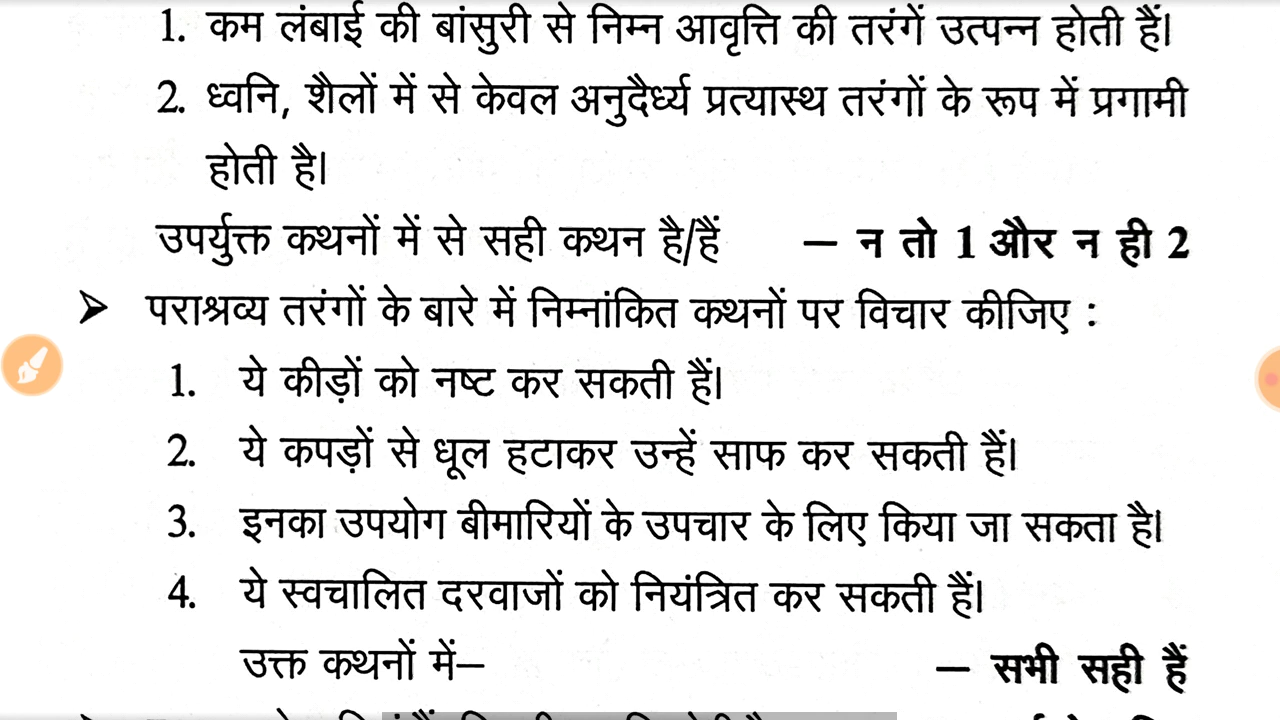 1. कम लंबाई की बांसुरी से निम्न आवृत्ति की तरंगें उत्पन्न होती हैं।
2. ध्वनि, शैलों में से केवल अनुदैर्ध्य प्रत्यास्थ तरंगों के रूप में प्रगामी
होती है।
उपर्युक्त कथनों में से सही कथन है/हैं – न तो 1 और न ही 2
➢ पराश्रव्य तरंगों के बारे में निम्नांकित कथनों पर विचार कीजिए :
1. ये कीड़ों को नष्ट कर सकती हैं।
2. ये कपड़ों से धूल हटाकर उन्हें साफ कर सकती हैं।
3. इनका उपयोग बीमारियों के उपचार के लिए किया जा सकता है।
4. ये स्वचालित दरवाजों को नियंत्रित कर सकती हैं।
उक्त कथनों में– – सभी सही हैं